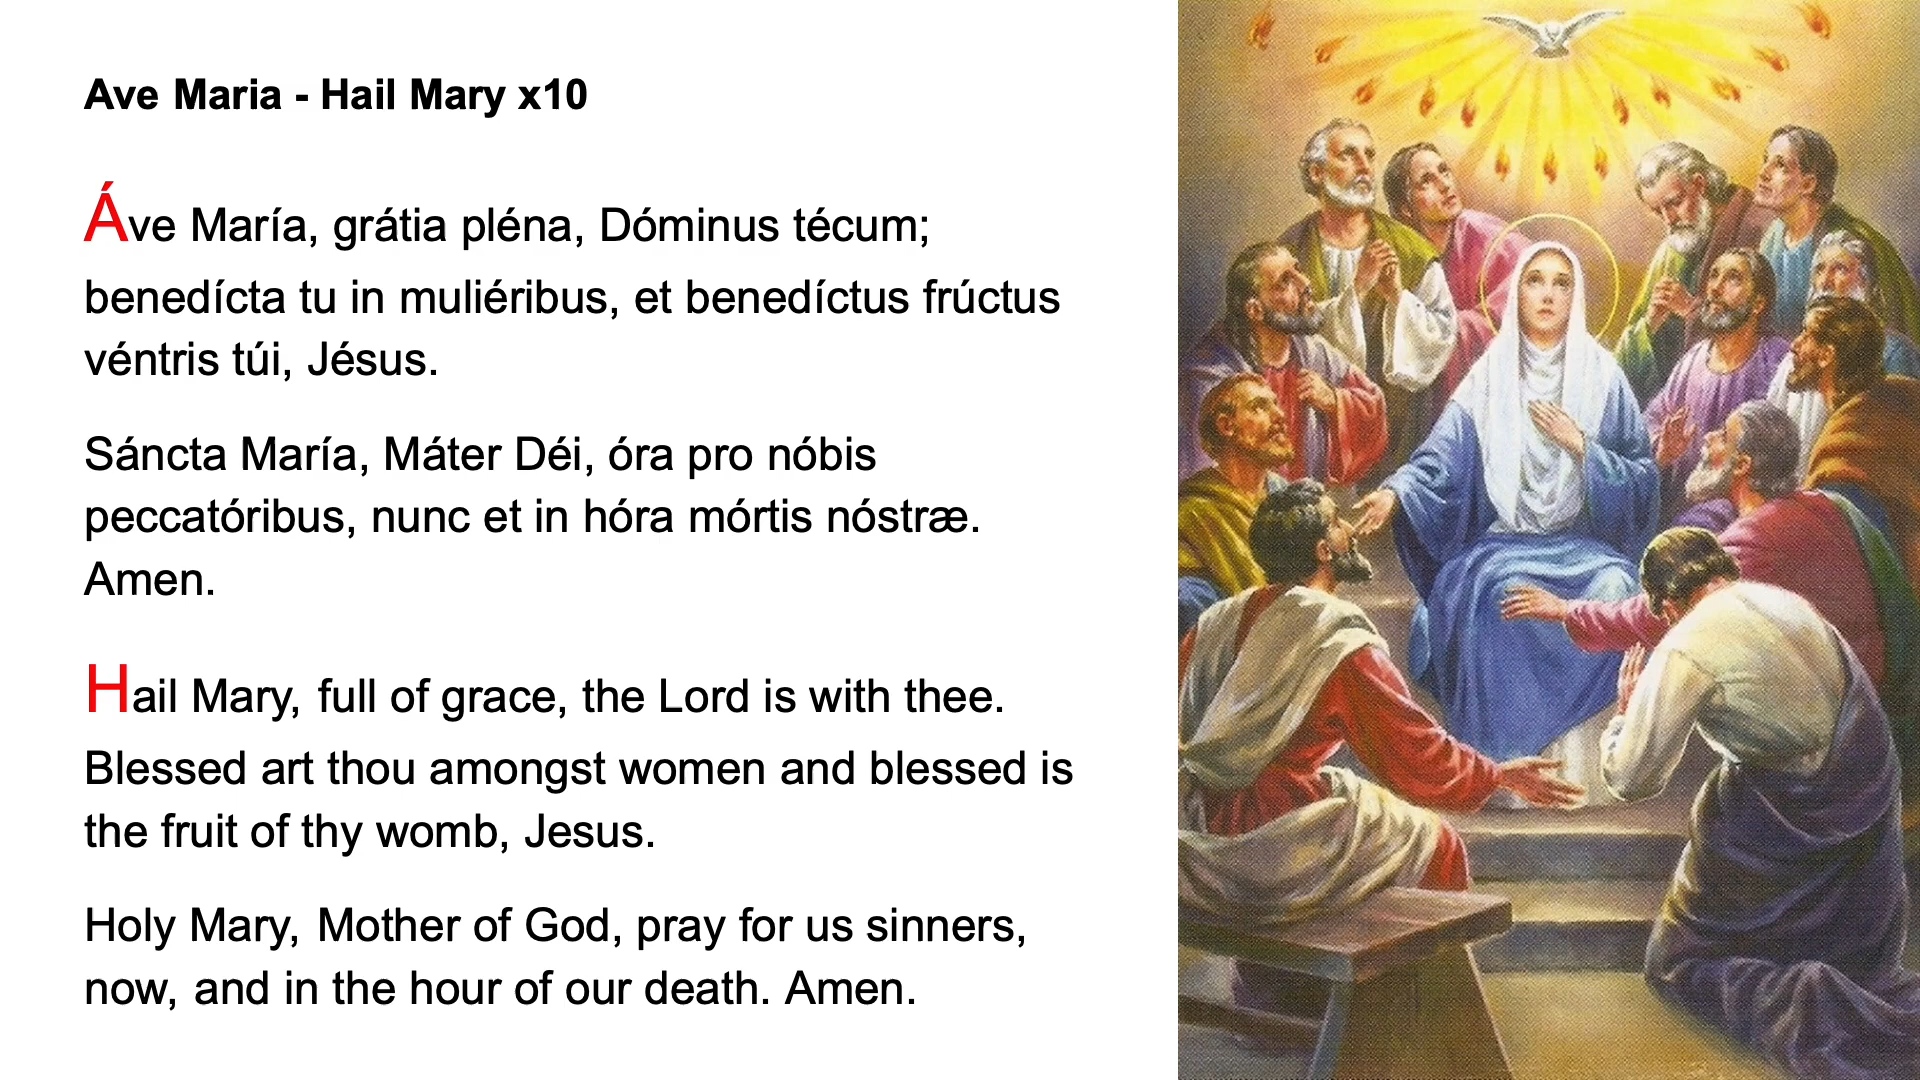 Ave Maria - Hail Mary x10
Áve María, grátia pléna, Dóminus técum;
benedícta tu in muliéribus, et benedíctus frúctus
véntris túi, Jésus.
Sáncta María, Máter Déi, óra pro nóbis
peccatóribus, nunc et in hóra mórtis nóstræ.
Amen.
Hail Mary, full of grace, the Lord is with thee.
Blessed art thou amongst women and blessed is
the fruit of thy womb, Jesus.
Holy Mary, Mother of God, pray for us sinners,
now, and in the hour of our death. Amen.